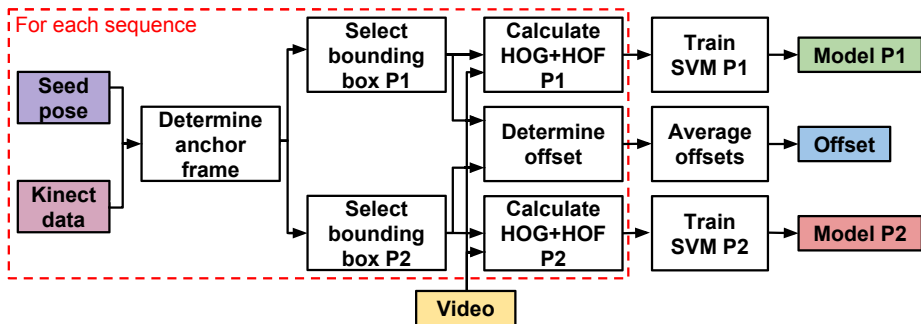 For each sequence
Seed
pose
Kinect
data
Determine
anchor
frame
Select
bounding
box P1
Select
bounding
box P2
Calculate
HOG+HOF
P1
Determine
offset
Calculate
HOG+HOF
P2
Video
Train
SVM P1
Average
offsets
Train
SVM P2
Model P1
Offset
Model P2